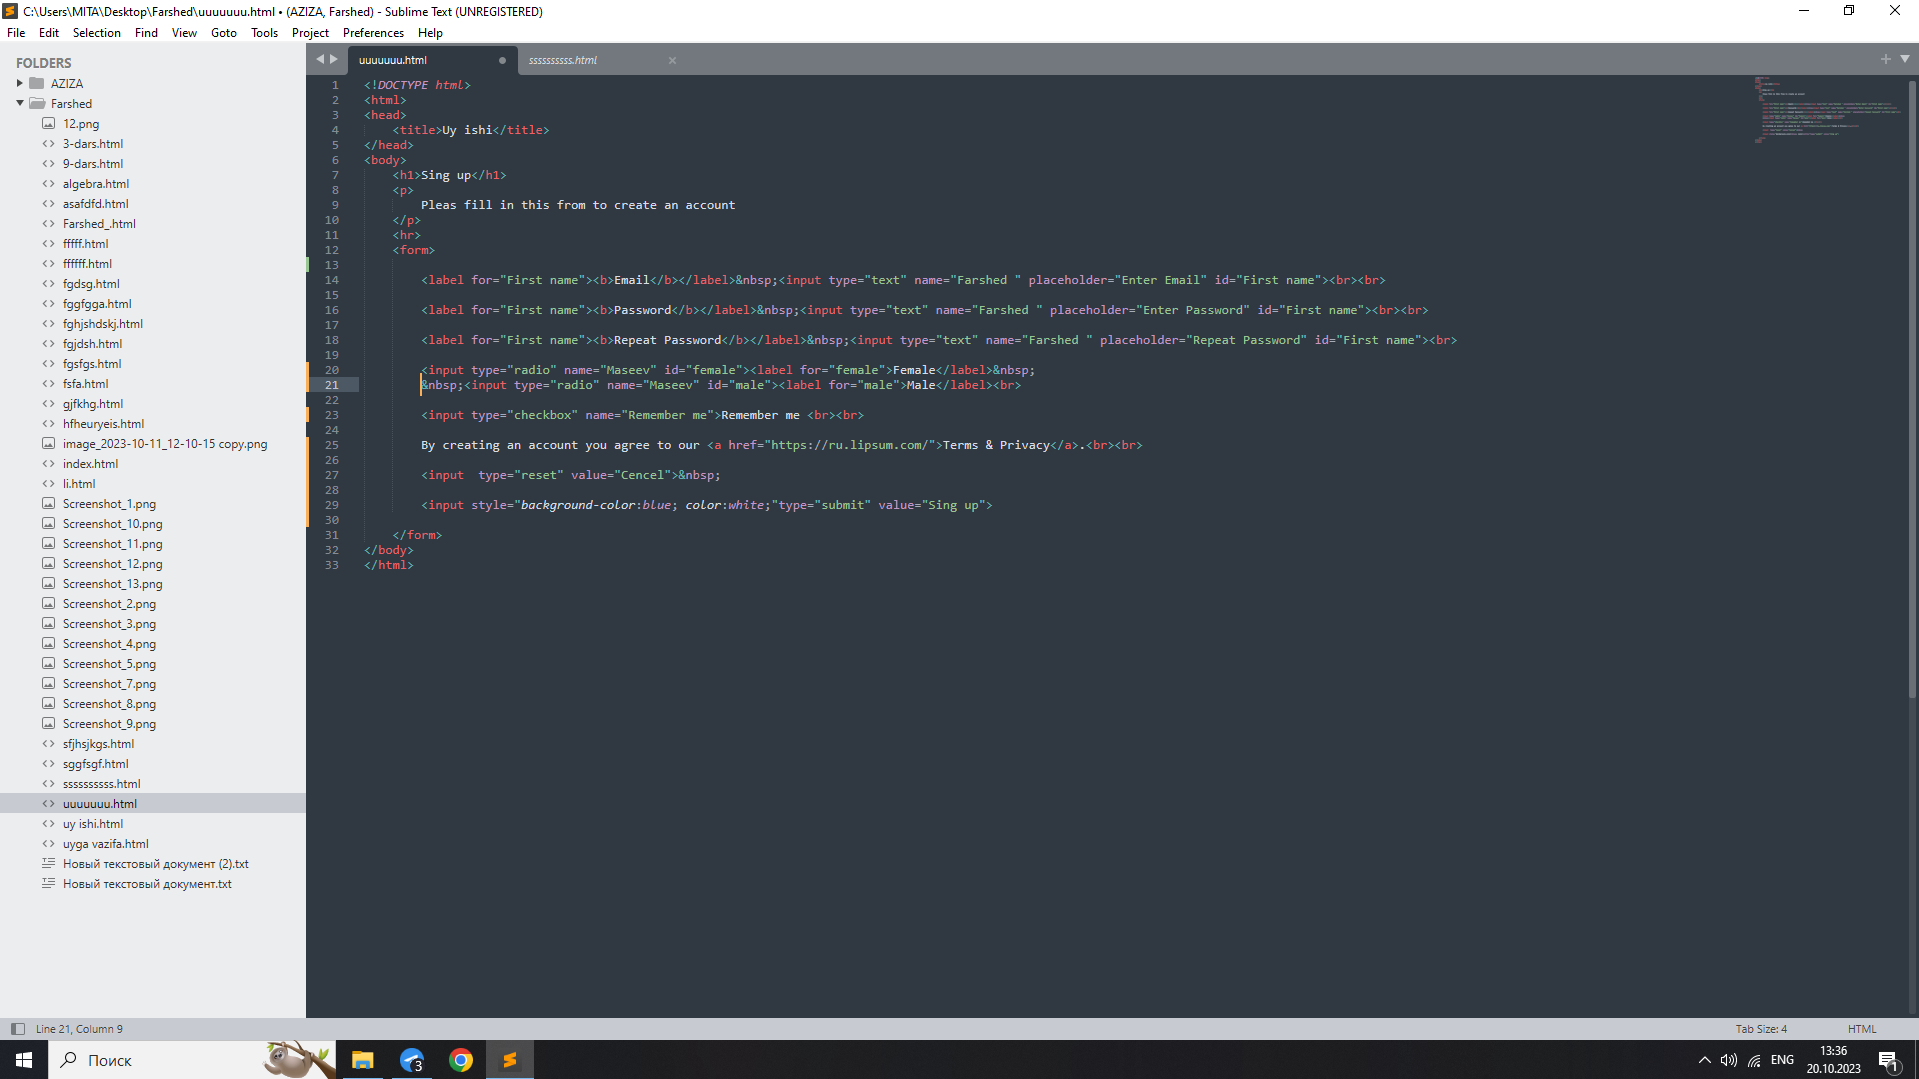 C:\Users\MITA\Desktop\Farshed\uuuuuuu.html • (AZIZA, Farshed) - Sublime Text (UNREGISTERED)
File Edit Selection Find View Goto Tools Project Preferences Help
FOLDERS
AZIZA
Farshed
12.png
3-dars.html
9-dars.html
algebra.html
asafdfd.html
Farshed_.html
fffff.html
ffffff.html
fgdsg.html
fggfgga.html
fghjshdskj.html
fgjdsh.html
fgsfgs.html
fsfa.html
gjfkhg.html
hfheuryeis.html
image_2023-10-11_12-10-15 copy.png
index.html
li.html
Screenshot_1.png
Screenshot_10.png
Screenshot_11.png
Screenshot_12.png
Screenshot_13.png
Screenshot_2.png
Screenshot_3.png
Screenshot_4.png
Screenshot_5.png
Screenshot_7.png
Screenshot_8.png
Screenshot_9.png
sfjhsjkgs.html
sggfsgf.html
ssssssssss.html
uuuuuuu.html
uy ishi.html
uyga vazifa.html
Новый текстовый документ (2).txt
Новый текстовый документ.txt
uuuuuuu.html ssssssssss.html
1 <!DOCTYPE html>
2 <html>
3 <head>
4 <title>Uy ishi</title>
5 </head>
6 <body>
7 <h1>Sing up</h1>
8 <p>
9 Pleas fill in this from to create an account
10 </p>
11 <hr>
12 <form>
13
14 <label for="First name"><b>Email</b></label>&nbsp;<input type="text" name="Farshed " placeholder="Enter Email" id="First name"><br><br>
15
16 <label for="First name"><b>Password</b></label>&nbsp;<input type="text" name="Farshed " placeholder="Enter Password" id="First name"><br><br>
17
18 <label for="First name"><b>Repeat Password</b></label>&nbsp;<input type="text" name="Farshed " placeholder="Repeat Password" id="First name"><br>
19
20 <input type="radio" name="Maseev" id="female"><label for="female">Female</label>&nbsp;
21 &nbsp;<input type="radio" name="Maseev" id="male"><label for="male">Male</label><br>
22
23 <input type="checkbox" name="Remember me">Remember me <br><br>
24
25 By creating an account you agree to our <a href="https://ru.lipsum.com/">Terms & Privacy</a>.<br><br>
26
27 <input  type="reset" value="Cencel">&nbsp;
28
29 <input style="background-color:blue; color:white;"type="submit" value="Sing up">
30
31 </form>
32 </body>
33 </html>
Line 21, Column 9
Tab Size: 4 HTML
Поиск
3
ENG
13:36
20.10.2023
1